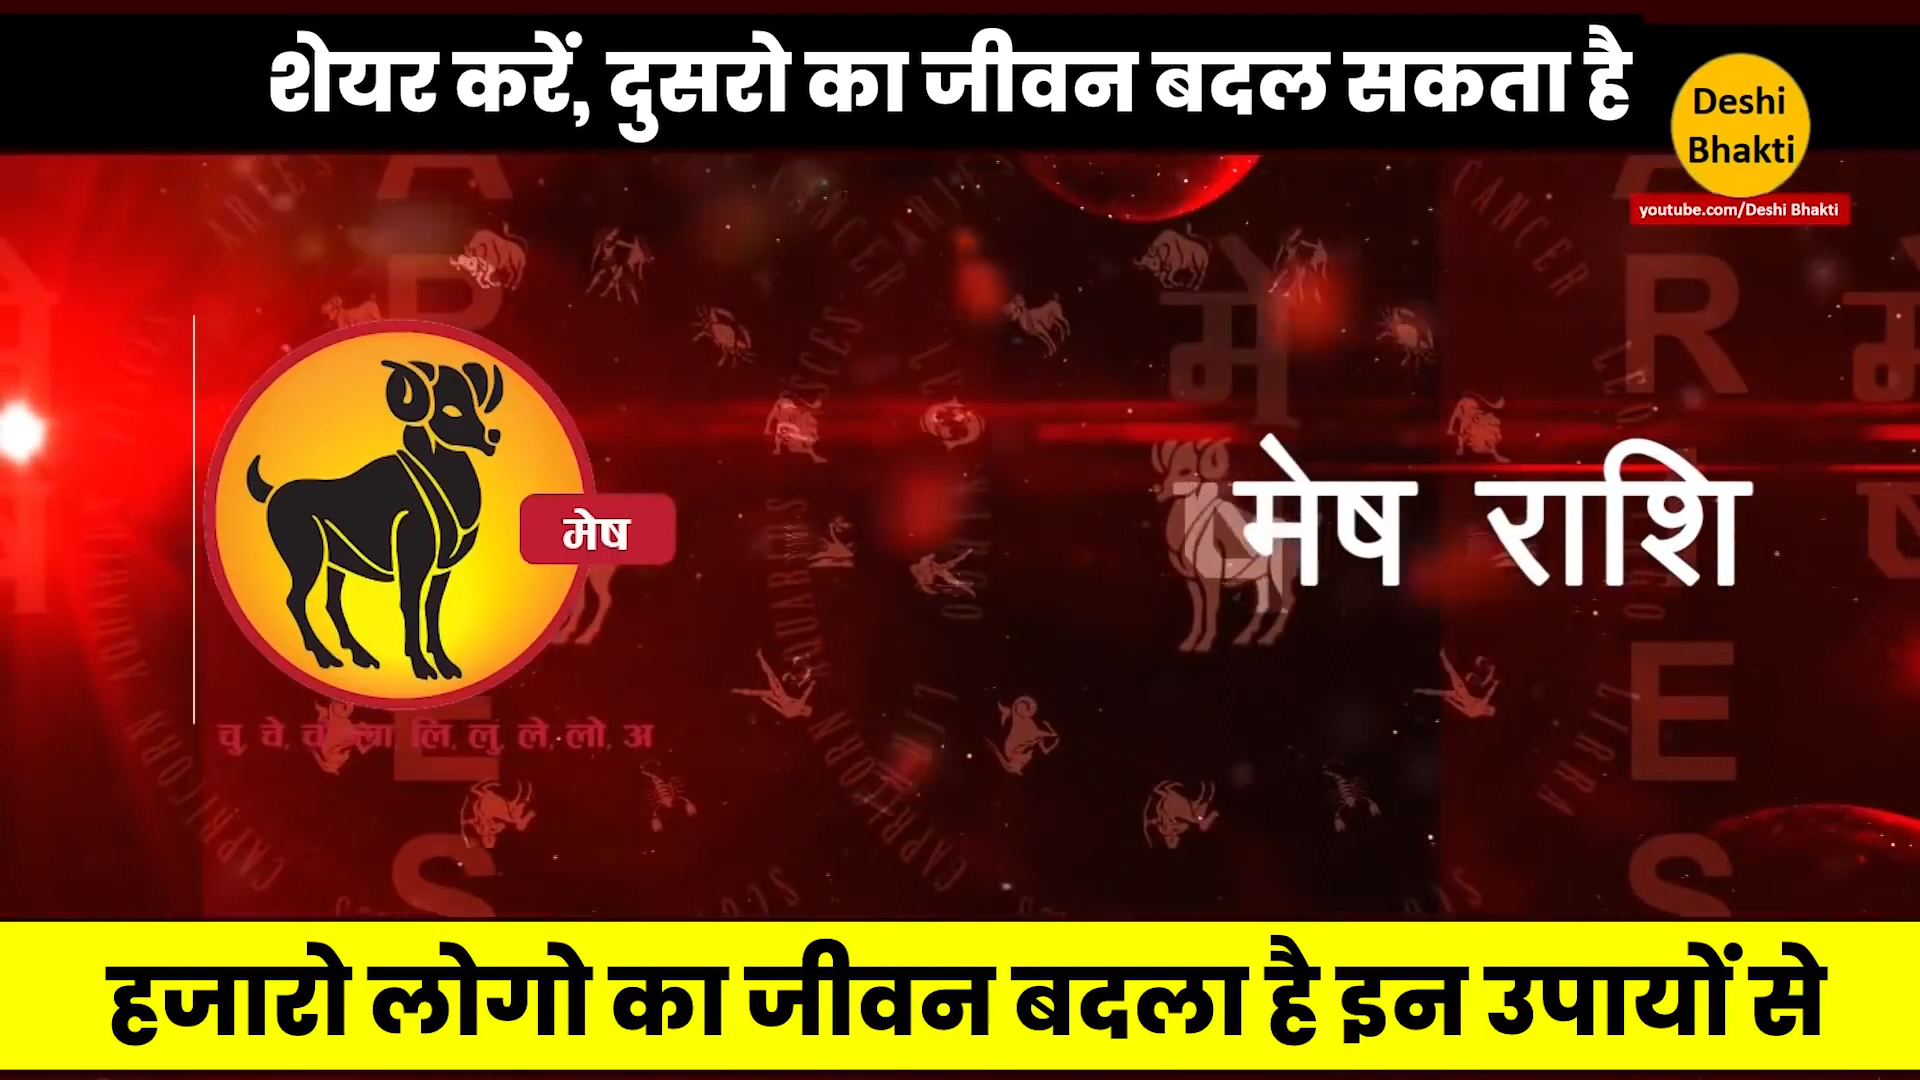 शेयर करें, दुसरो का जीवन बदल सकता है
Deshi
Bhakti
youtube.com/Deshi Bhakti
मेष
मेष राशि
चु, चे, चो, ला, लि, लु, ले, लो, अ
हजारो लोगो का जीवन बदला है इन उपायों से